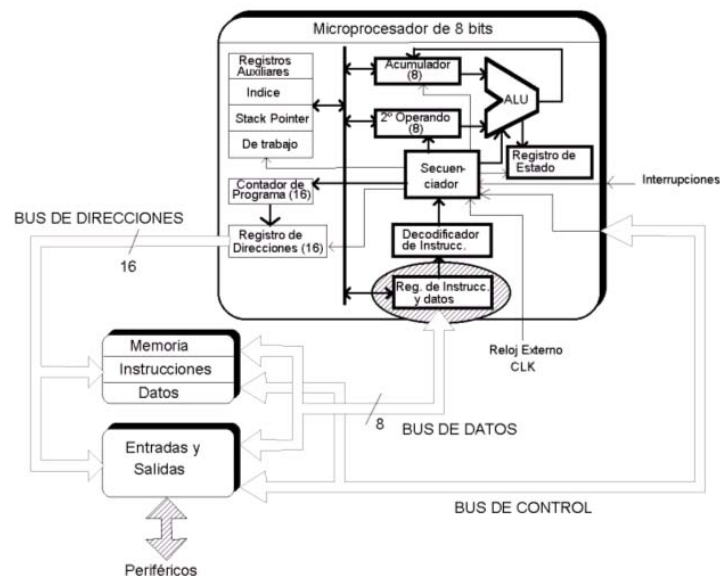 Microprocesador de 8 bits
Registros
Auxiliares
Indice
Stack Pointer
De trabajo
Acumulador
(8)
2º Operando
(8)
ALU
Registro de
Estado
Secuen-
ciador
Interrupciones
Contador de
Programa (16)
Registro de
Direcciones (16)
Decodificador
de Instrucc.
Reg. de Instrucc.
y datos
BUS DE DIRECCIONES
16
Reloj Externo
CLK
Memoria
Instrucciones
Datos
8
BUS DE DATOS
Entradas y
Salidas
BUS DE CONTROL
Periféricos